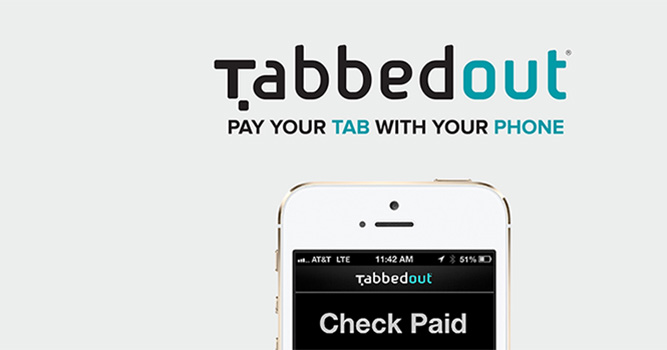 Tabbedout®
PAY YOUR TAB WITH YOUR PHONE
AT&T LTE 11:42 AM 51%
Tabbedout
Check Paid